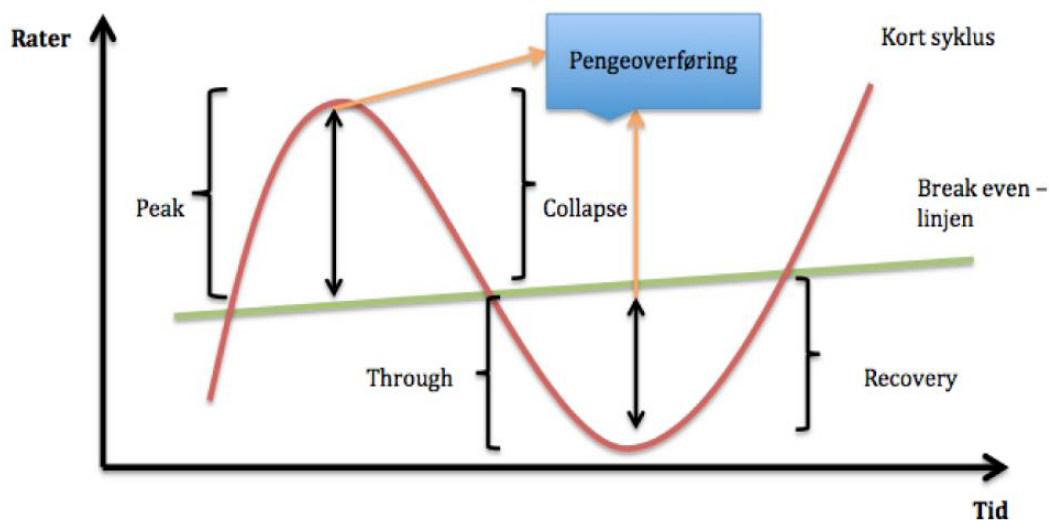 Rater
Pengeoverføring
Kort syklus
Peak
Collapse
Break even –
linjen
Through
Recovery
Tid